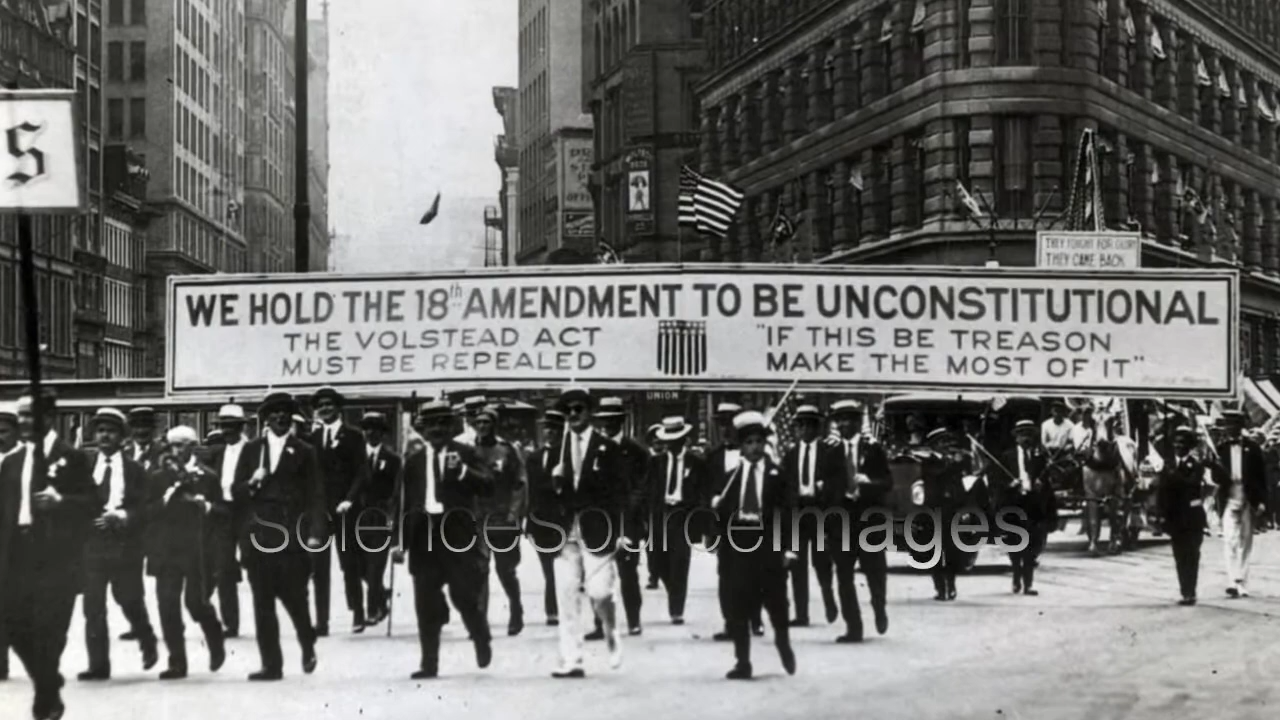 S
THEY FOUGHT FOR GLORY
THEY CAME BACK
WE HOLD THE 18th AMENDMENT TO BE UNCONSTITUTIONAL
THE VOLSTEAD ACT
MUST BE REPEALED
"IF THIS BE TREASON
MAKE THE MOST OF IT"
UNION
sciencesourceImages